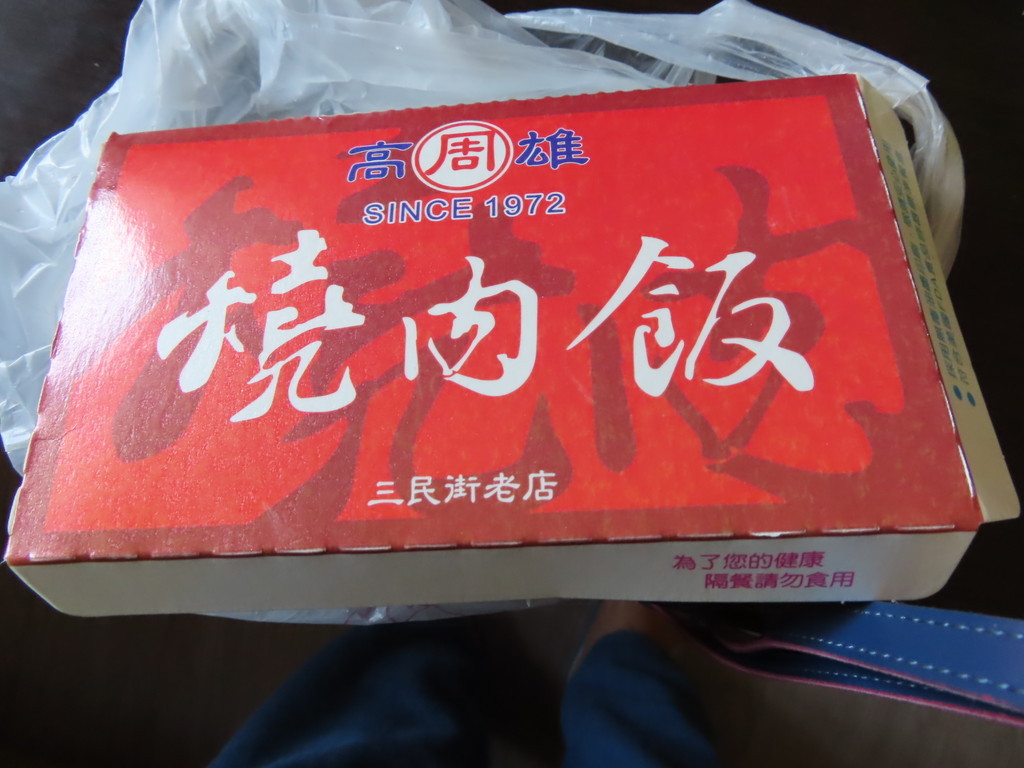 高周雄
SINCE 1972
燒肉飯
三民街老店
為了您的健康
隔餐請勿食用